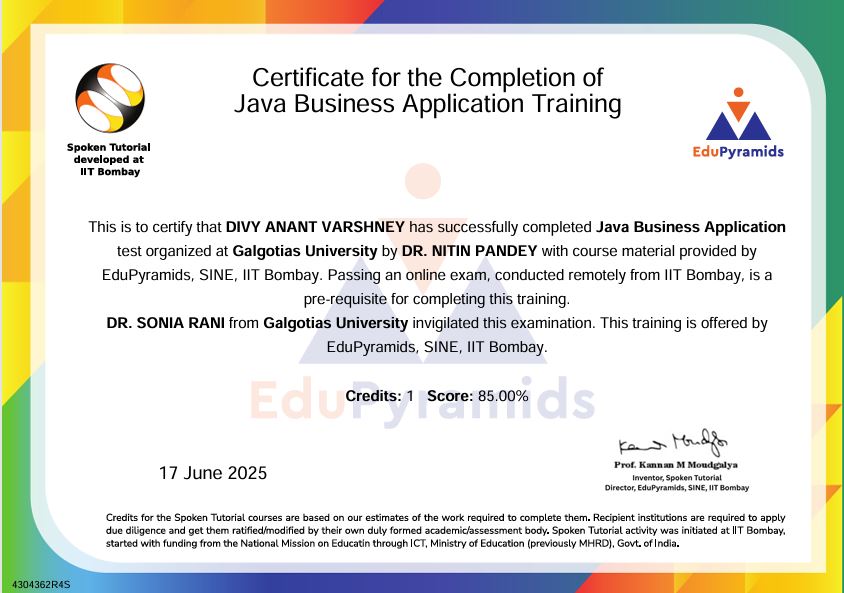 Certificate for the Completion of
Java Business Application Training
Spoken Tutorial
developed at
IIT Bombay
EduPyramids
This is to certify that DIVY ANANT VARSHNEY has successfully completed Java Business Application
test organized at Galgotias University by DR. NITIN PANDEY with course material provided by
EduPyramids, SINE, IIT Bombay. Passing an online exam, conducted remotely from IIT Bombay, is a
pre-requisite for completing this training.
DR. SONIA RANI from Galgotias University invigilated this examination. This training is offered by
EduPyramids, SINE, IIT Bombay.
EduPyramids
Credits: 1 Score: 85.00%
17 June 2025
Kannan Moudgalya
Prof. Kannan M Moudgalya
Inventor, Spoken Tutorial
Director, EduPyramids, SINE, IIT Bombay
Credits for the Spoken Tutorial courses are based on our estimates of the work required to complete them. Recipient institutions are required to apply
due diligence and get them ratified/modified by their own duly formed academic/assessment body. Spoken Tutorial activity was initiated at IIT Bombay,
started with funding from the National Mission on Educatin through ICT, Ministry of Education (previously MHRD), Govt. of India.
4304362R4S